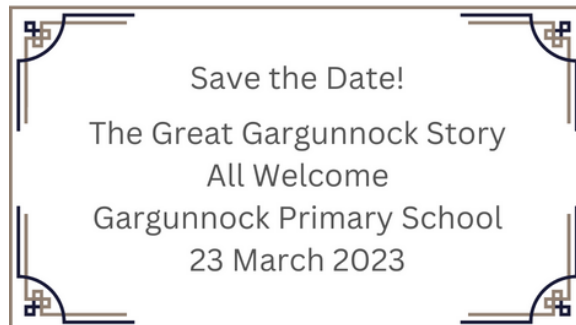 Save the Date!
The Great Gargunnock Story
All Welcome
Gargunnock Primary School
23 March 2023